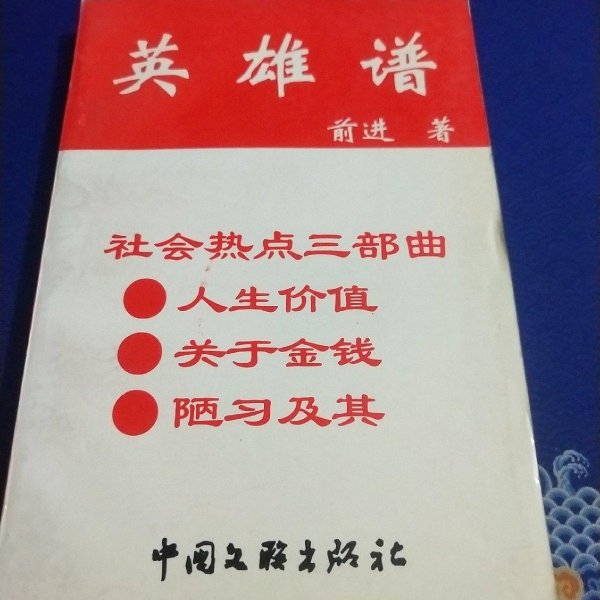 英雄谱
前进 著
社会热点三部曲
●人生价值
●关于金钱
●陋习及其
中国文联出版社